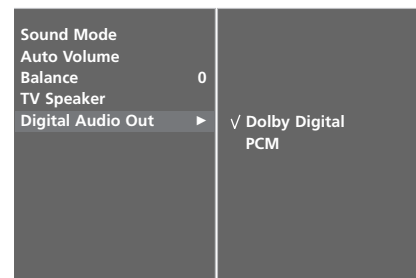 Sound Mode
Auto Volume
Balance 0
TV Speaker
Digital Audio Out ►
√ Dolby Digital
PCM